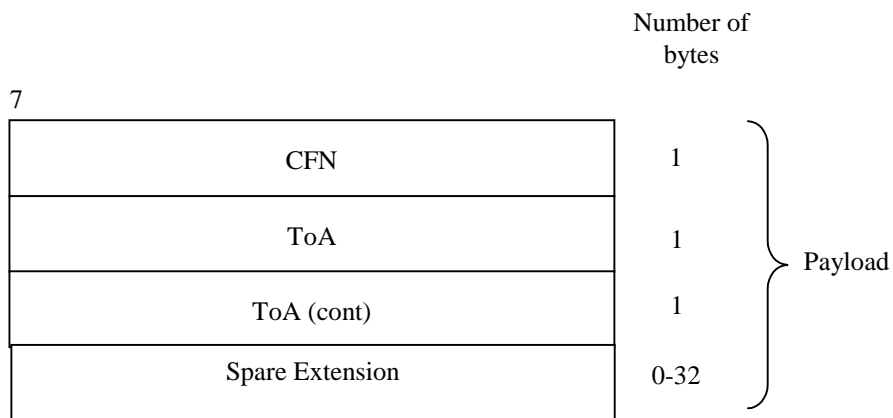 Number of
bytes
7
CFN 1
ToA 1
ToA (cont) 1
Payload
Spare Extension 0-32